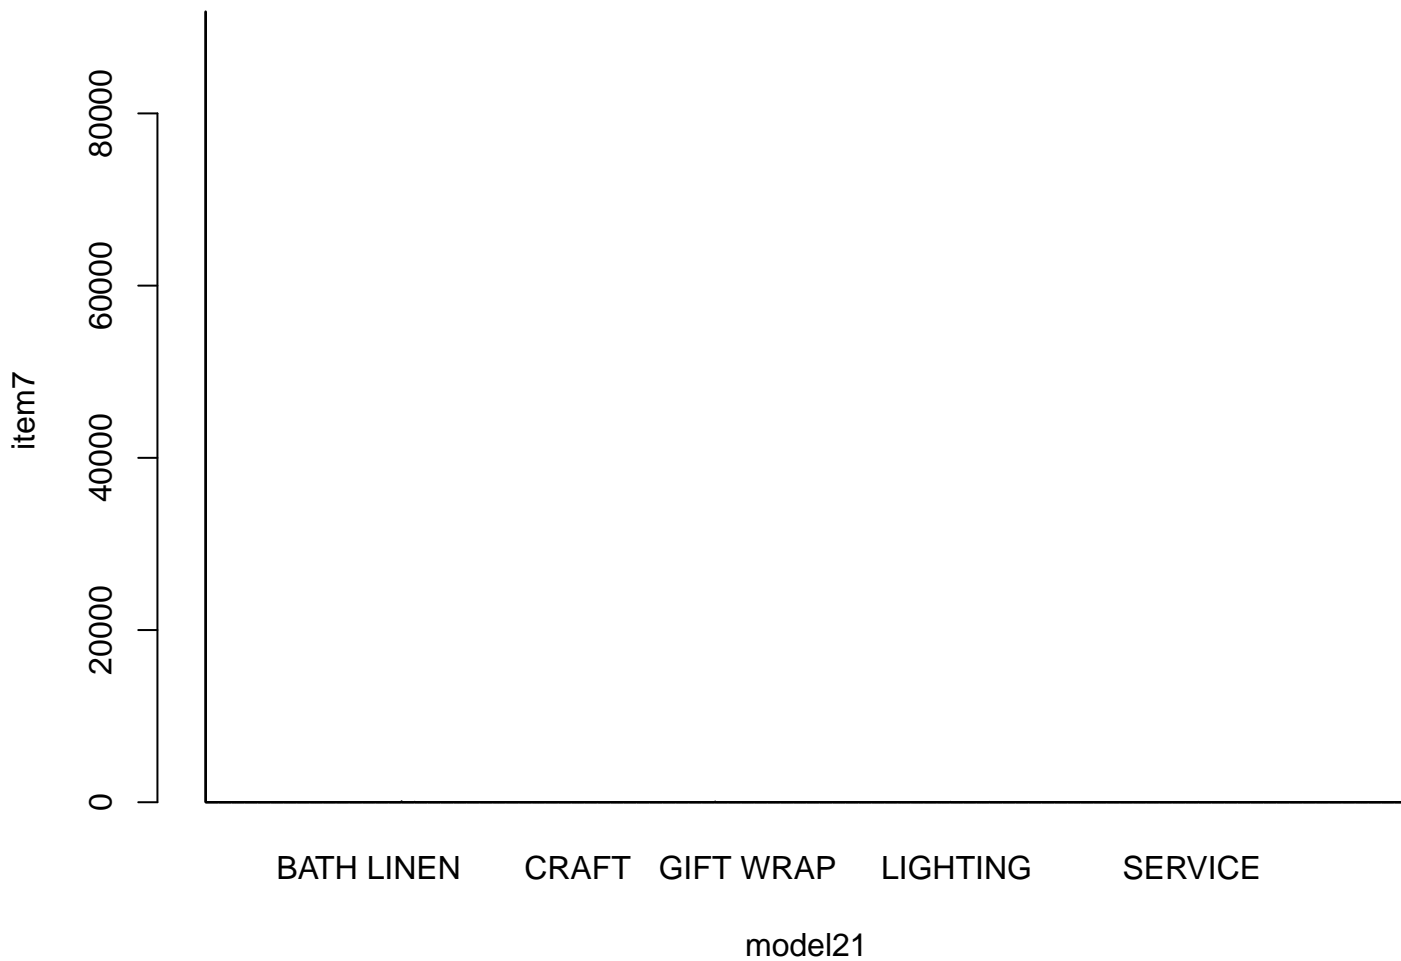 80000
60000
40000
20000
0
item7
BATH LINEN CRAFT GIFT WRAP LIGHTING SERVICE
model21